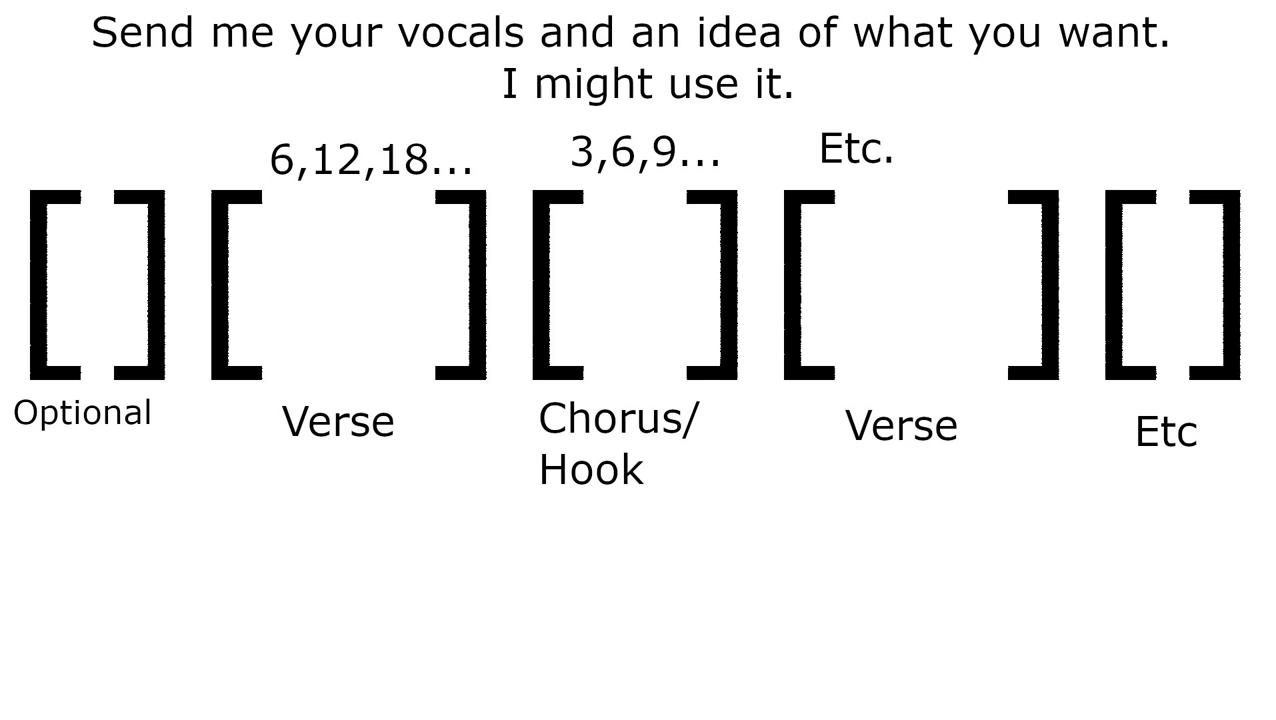 Send me your vocals and an idea of what you want.
I might use it.
6,12,18...
3,6,9...
Etc.
Optional
Verse
Chorus/
Hook
Verse
Etc